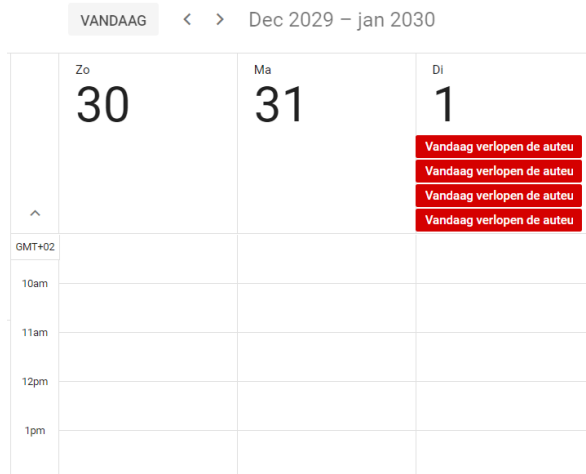 VANDAAG < > Dec 2029 – jan 2030
Zo Ma Di
30 31 1
Vandaag verlopen de auteu
Vandaag verlopen de auteu
Vandaag verlopen de auteu
Vandaag verlopen de auteu
GMT+02
10am
11am
12pm
1pm